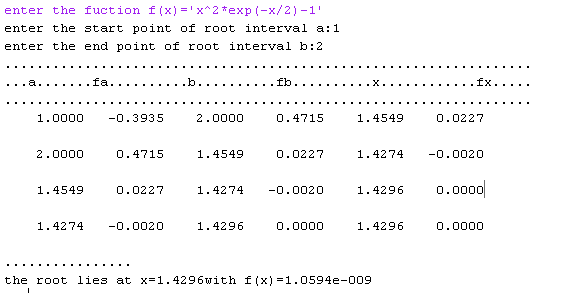 enter the fuction f(x)='x^2*exp(-x/2)-1'
enter the start point of root interval a:1
enter the end point of root interval b:2
..................................................................
...a.......fa..........b..........fb..........x............fx.....
..................................................................
1.0000 -0.3935 2.0000 0.4715 1.4549 0.0227
2.0000 0.4715 1.4549 0.0227 1.4274 -0.0020
1.4549 0.0227 1.4274 -0.0020 1.4296 0.0000
1.4274 -0.0020 1.4296 0.0000 1.4296 0.0000
................
the root lies at x=1.4296with f(x)=1.0594e-009